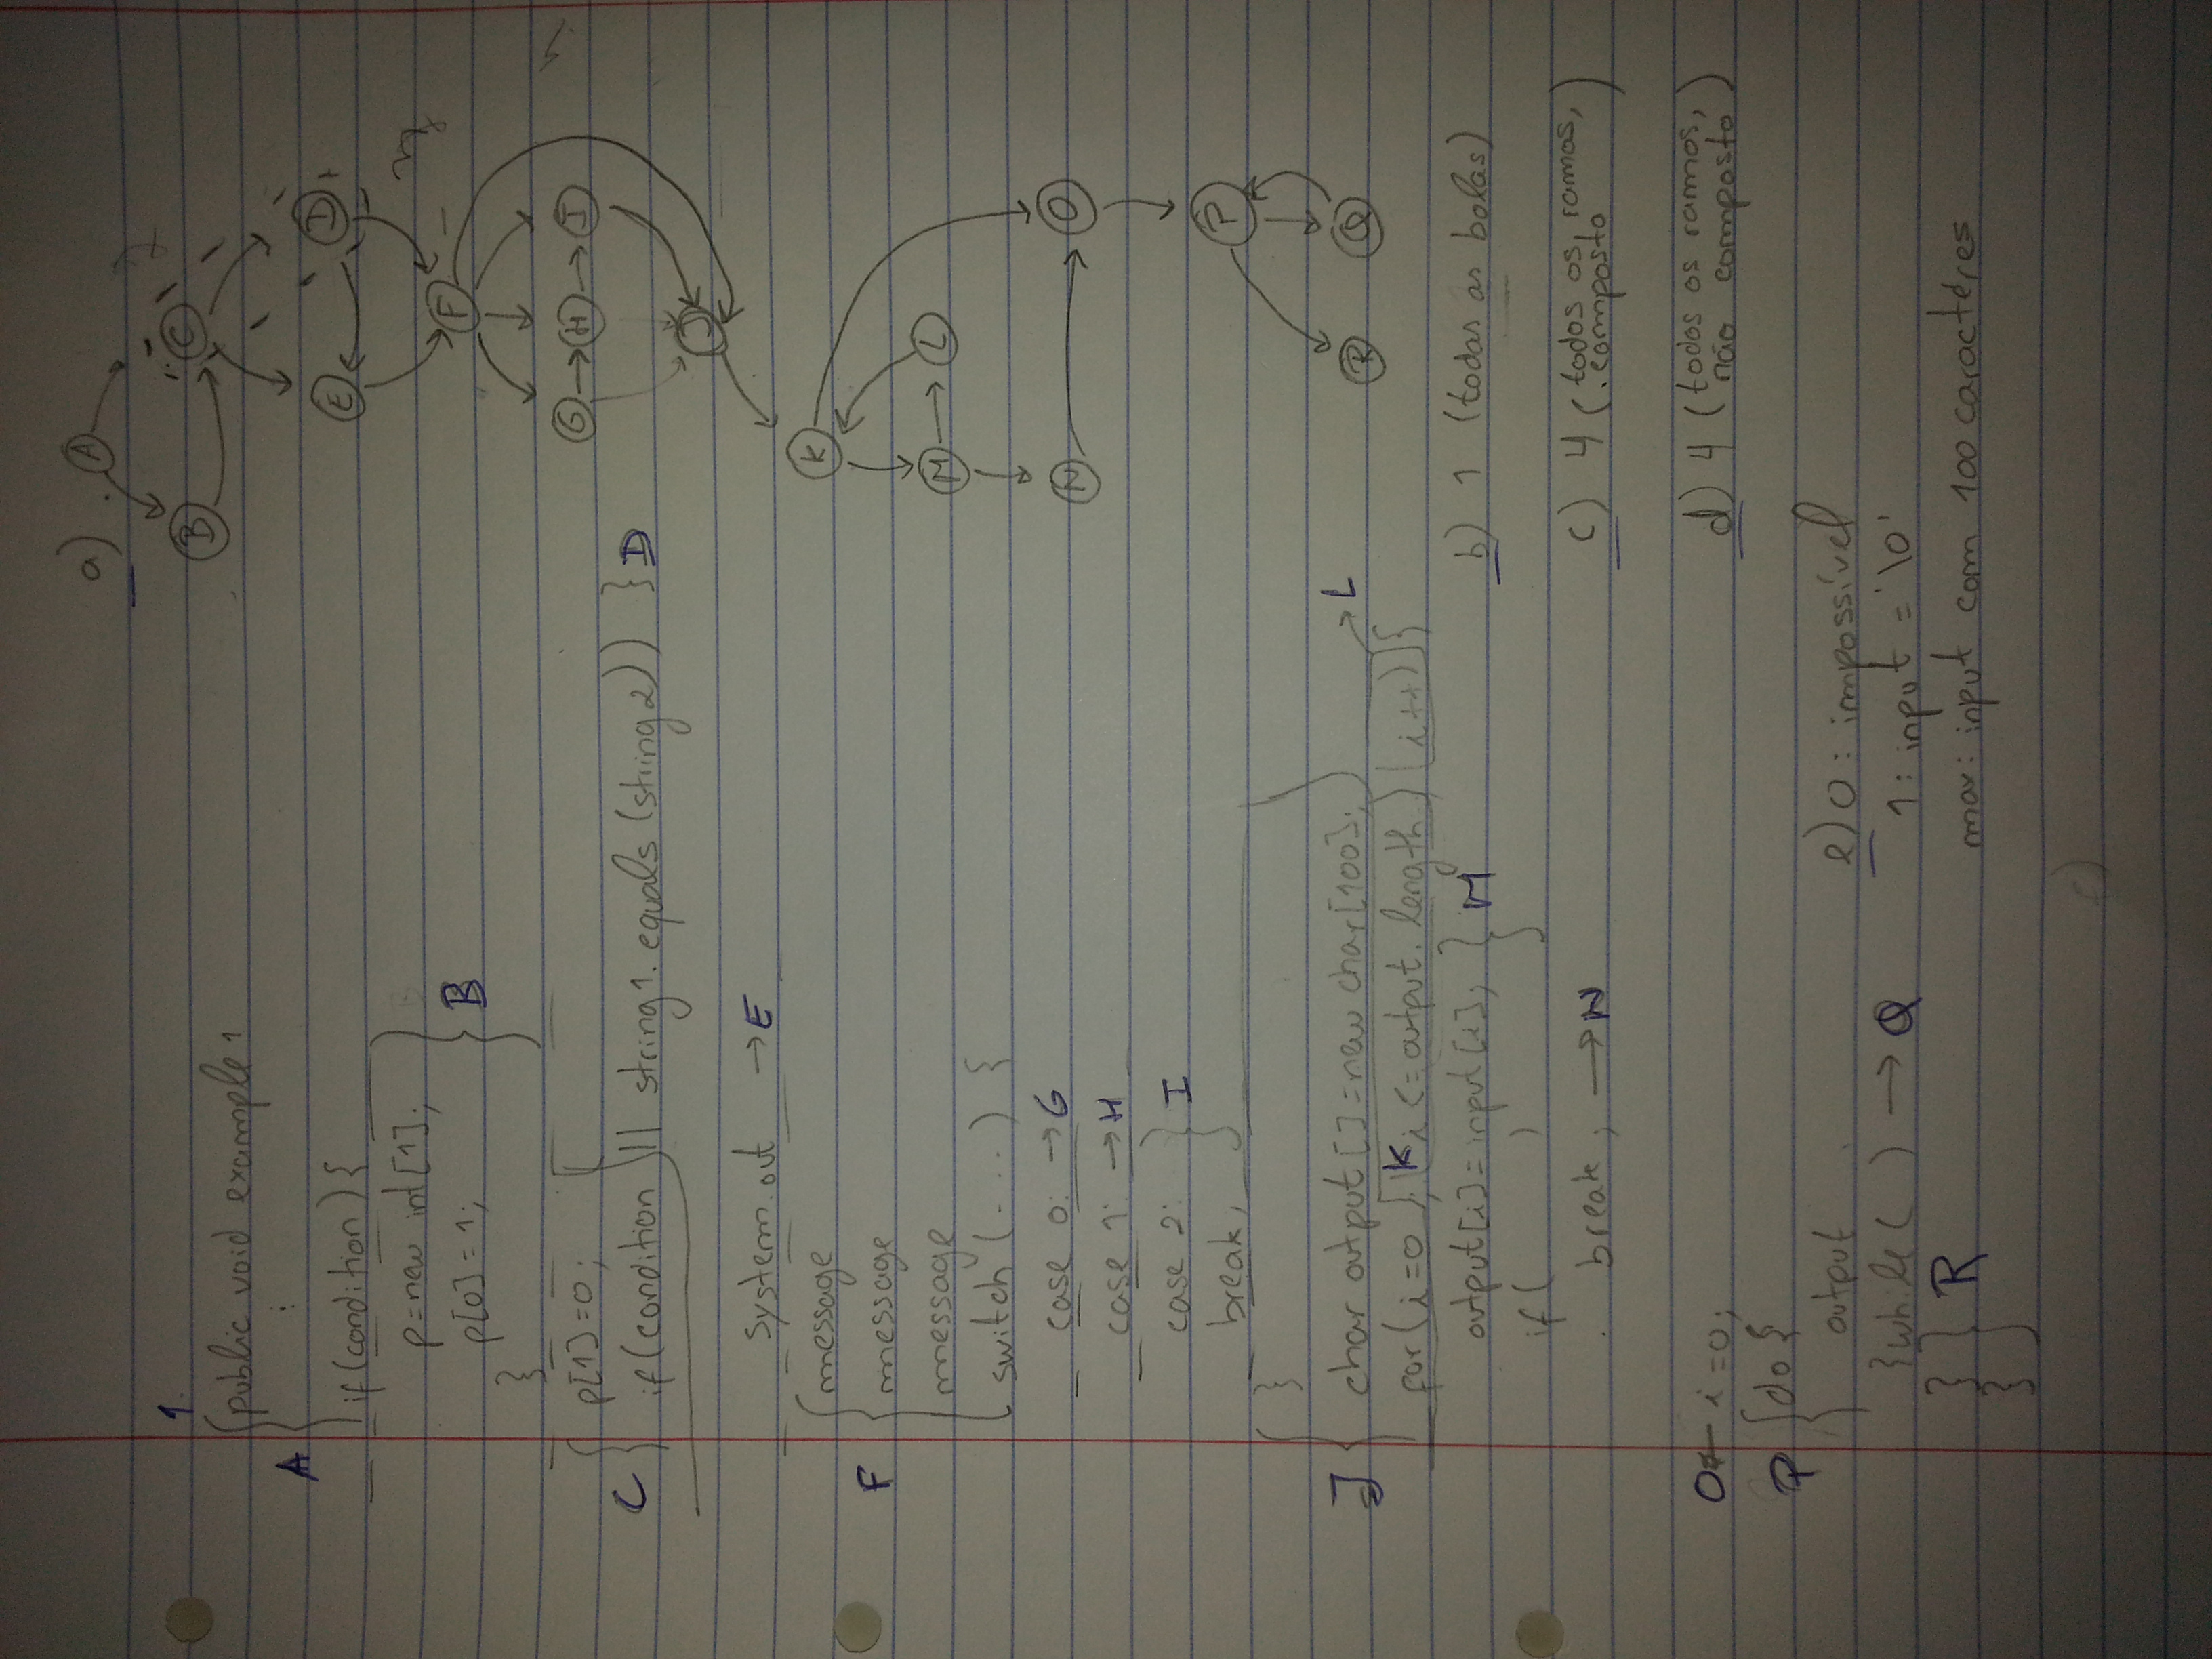 1.
public void example1
⋮
A
if(condition){
p=new int[1];
p[0]=1;
B
}
p[1]=0;
C
if(condition || string1.equals(string2)) } D
system.out → E
message
F
message
message
switch(....) {
case 0: → G
case 1: → H
case 2: } I
break;
}
J
char output[]=new char[100]; → L
for(i=0; K i<=output.length; i++){
output[i]=input[i]; } M
if( )
break; → N
O ← i=0;
P
do {
output
}while( ) → Q
}
R
}
a)
A
B C
E D
F
G H I
J
K
M L
N O
P
R Q
b) 1 (todas as bolas)
c) 4 (todos os ramos,
composto)
d) 4 (todos os ramos,
não composto)
e) 0: impossível
1: input = '\0'
max: input com 100 caractéres
f)